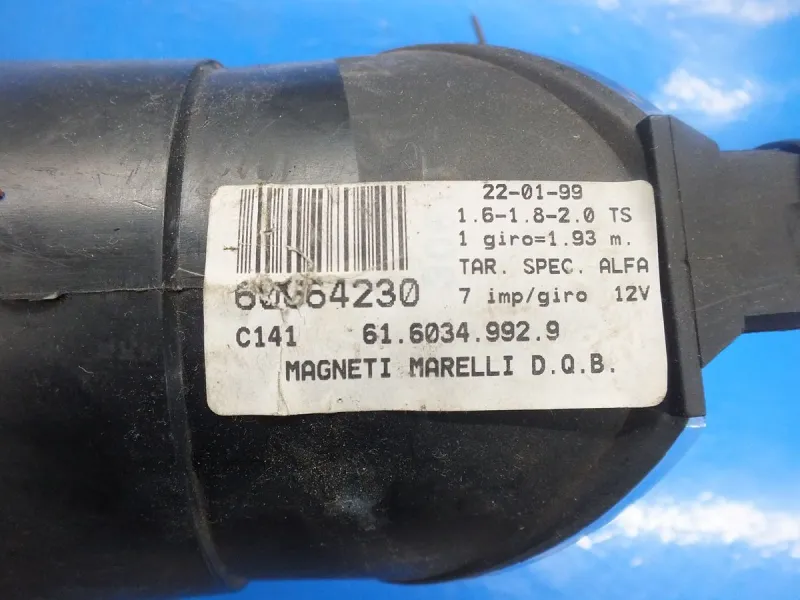 22-01-99
1.6-1.8-2.0 TS
1 giro=1.93 m.
TAR. SPEC. ALFA
60664230 7 imp/giro 12V
C141 61.6034.992.9
MAGNETI MARELLI D.Q.B.